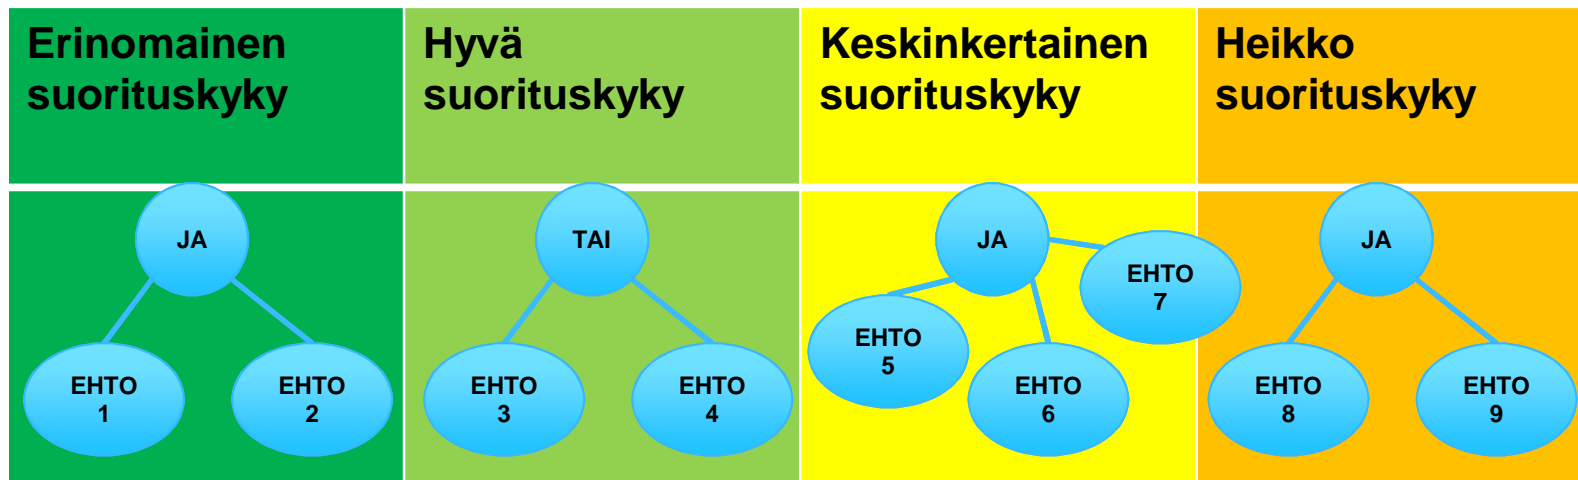 Erinomainen
suorituskyky
Hyvä
suorituskyky
Keskinkertainen
suorituskyky
Heikko
suorituskyky
JA
EHTO
1
EHTO
2
TAI
EHTO
3
EHTO
4
JA
EHTO
5
EHTO
6
EHTO
7
JA
EHTO
8
EHTO
9